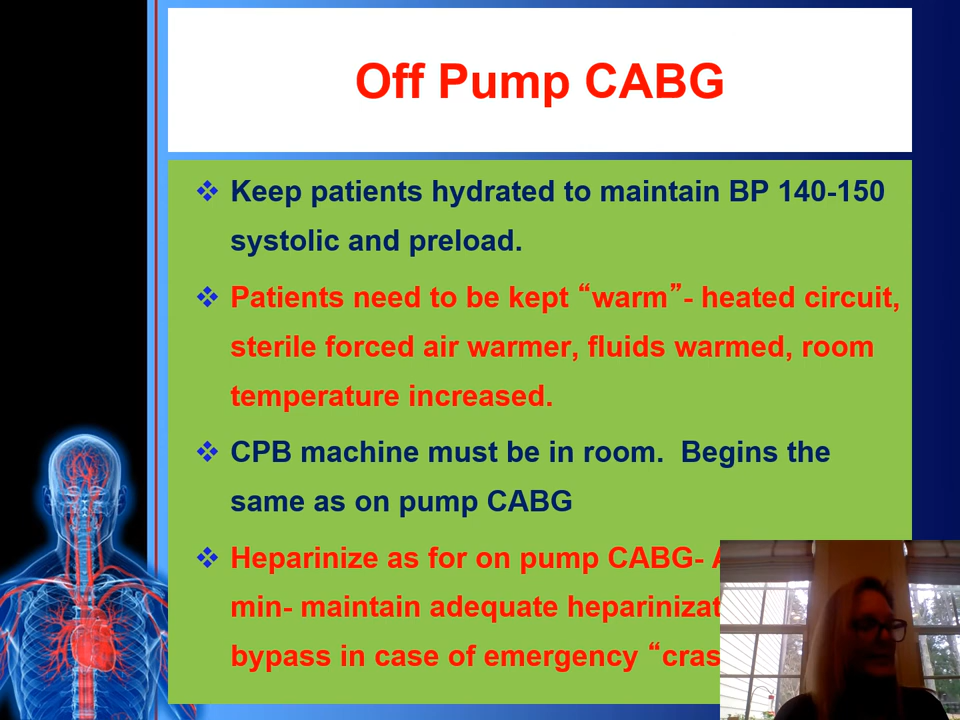 Off Pump CABG
❖ Keep patients hydrated to maintain BP 140-150
systolic and preload.
❖ Patients need to be kept “warm”- heated circuit,
sterile forced air warmer, fluids warmed, room
temperature increased.
❖ CPB machine must be in room.  Begins the
same as on pump CABG
❖ Heparinize as for on pump CABG-
min- maintain adequate
bypass in case of emergency